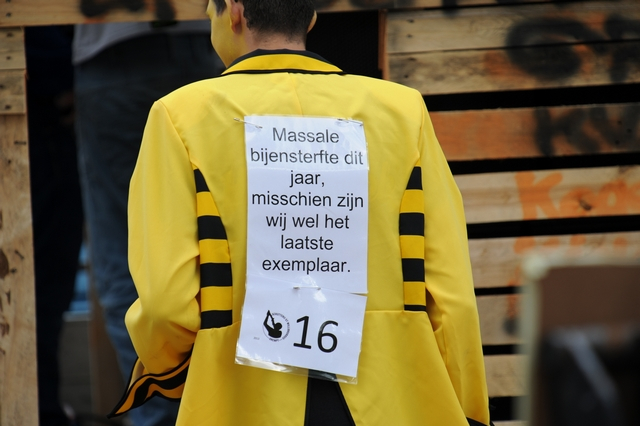 Massale
bijensterfte dit
jaar,
misschien zijn
wij wel het
laatste
exemplaar.
16